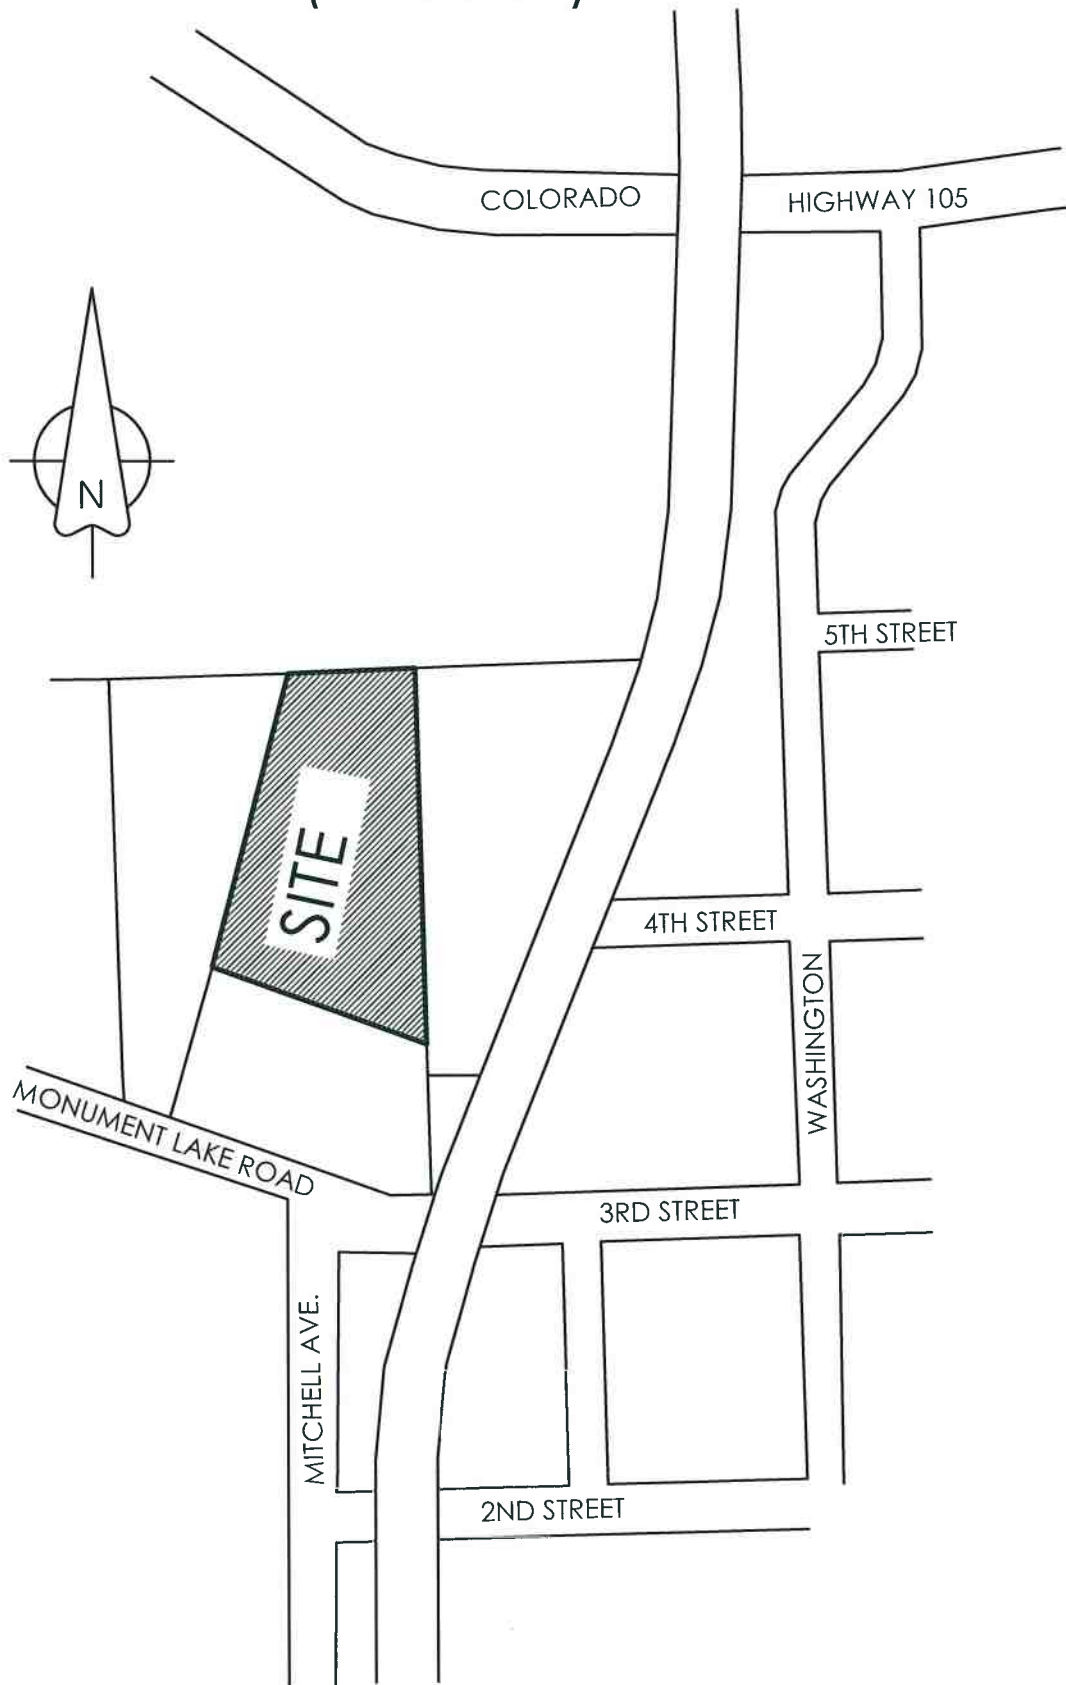 COLORADO
HIGHWAY 105
N
5TH STREET
SITE
4TH STREET
WASHINGTON
MONUMENT LAKE ROAD
3RD STREET
MITCHELL AVE.
2ND STREET